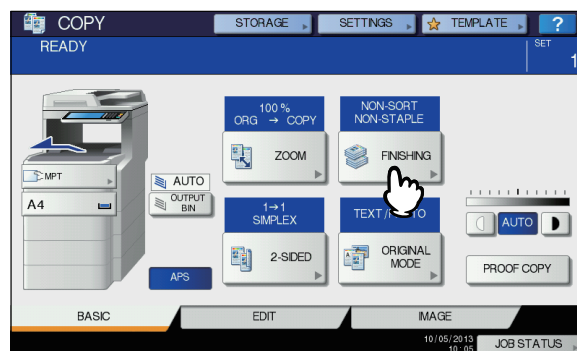 COPY
STORAGE
SETTINGS
TEMPLATE
?
READY
SET
1
100 %
ORG → COPY
NON-SORT
NON-STAPLE
ZOOM
FINISHING
MPT
A4
AUTO
OUTPUT
BIN
1→1
SIMPLEX
2-SIDED
ORIGINAL
MODE
AUTO
APS
PROOF COPY
BASIC
EDIT
IMAGE
10/05/2013
10:05
JOB STATUS